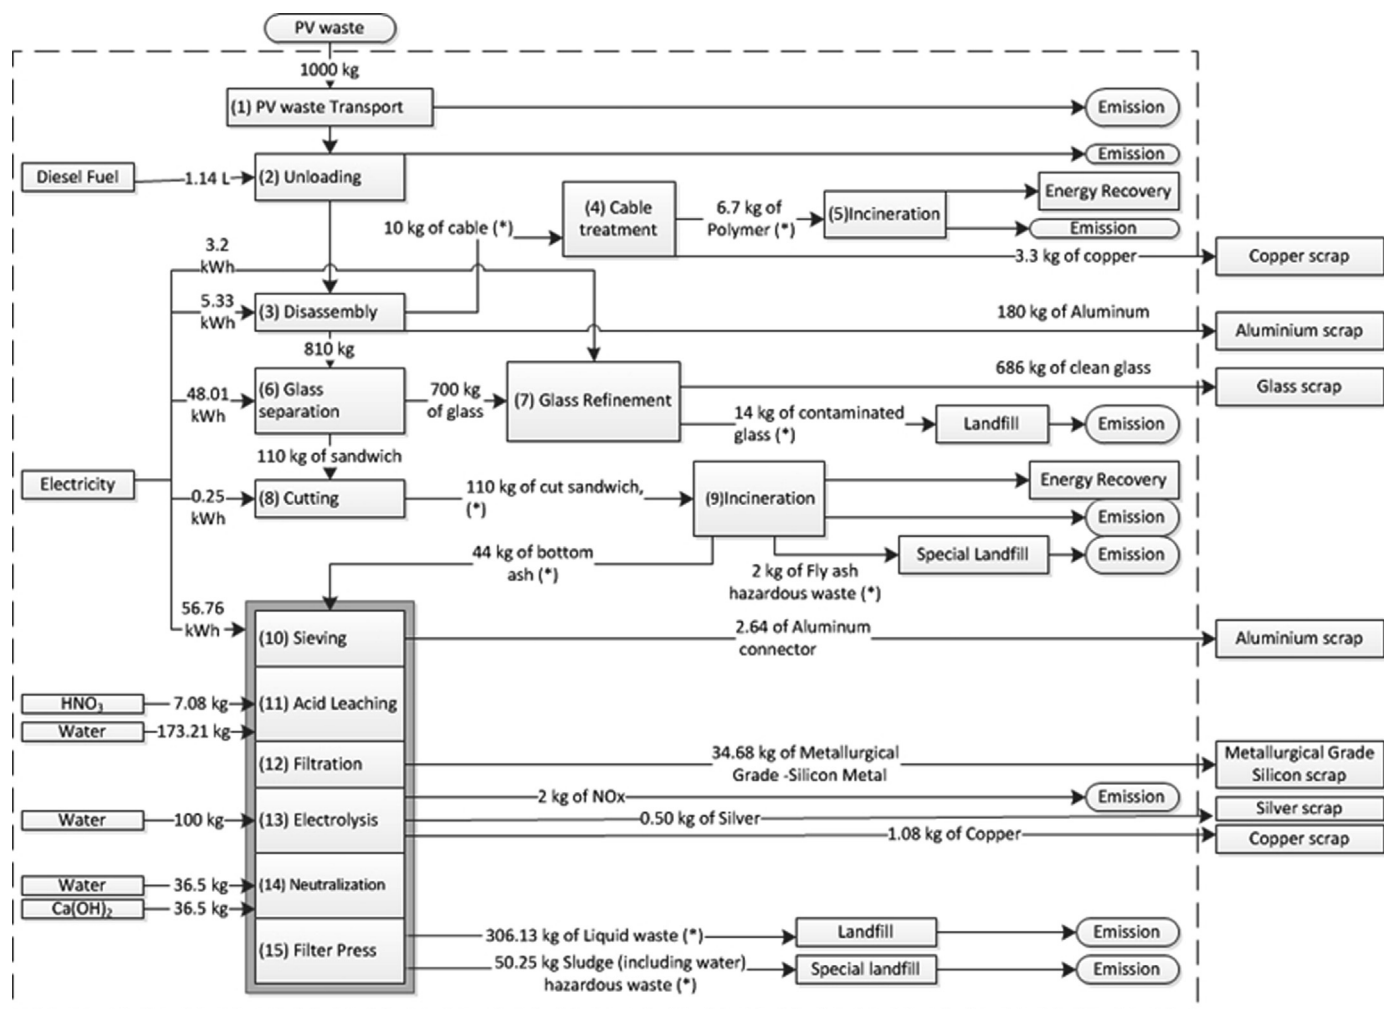 PV waste
1000 kg
(1) PV waste Transport
Emission
Diesel Fuel
1.14 L
(2) Unloading
Emission
(4) Cable
treatment
6.7 kg of
Polymer (*)
(5)Incineration
Energy Recovery
Emission
10 kg of cable (*)
3.3 kg of copper
Copper scrap
3.2
kWh
5.33
kWh
(3) Disassembly
180 kg of Aluminum
Aluminium scrap
810 kg
48.01
kWh
(6) Glass
separation
700 kg
of glass
(7) Glass Refinement
686 kg of clean glass
Glass scrap
14 kg of contaminated
glass (*)
Landfill
Emission
110 kg of sandwich
Electricity
0.25
kWh
(8) Cutting
110 kg of cut sandwich,
(*)
(9)Incineration
Energy Recovery
Emission
44 kg of bottom
ash (*)
2 kg of Fly ash
hazardous waste (*)
Special Landfill
Emission
56.76
kWh
(10) Sieving
2.64 of Aluminum
connector
Aluminium scrap
HNO3
7.08 kg
Water
173.21 kg
(11) Acid Leaching
(12) Filtration
34.68 kg of Metallurgical
Grade -Silicon Metal
Metallurgical Grade
Silicon scrap
2 kg of NOx
Emission
Water
100 kg
(13) Electrolysis
0.50 kg of Silver
Silver scrap
1.08 kg of Copper
Copper scrap
Water
36.5 kg
Ca(OH)2
36.5 kg
(14) Neutralization
(15) Filter Press
306.13 kg of Liquid waste (*)
Landfill
Emission
50.25 kg Sludge (including water)
hazardous waste (*)
Special landfill
Emission